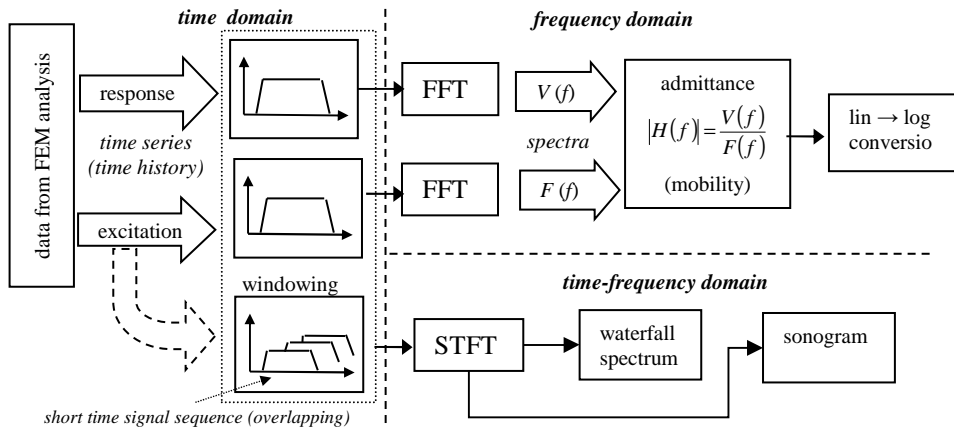 time domain
frequency domain
data from FEM analysis
response
time series
(time history)
excitation
windowing
short time signal sequence (overlapping)
FFT
V (f)
spectra
FFT
F (f)
admittance
|H(f)| = V(f) / F(f)
(mobility)
lin → log
conversio
time-frequency domain
STFT
waterfall
spectrum
sonogram